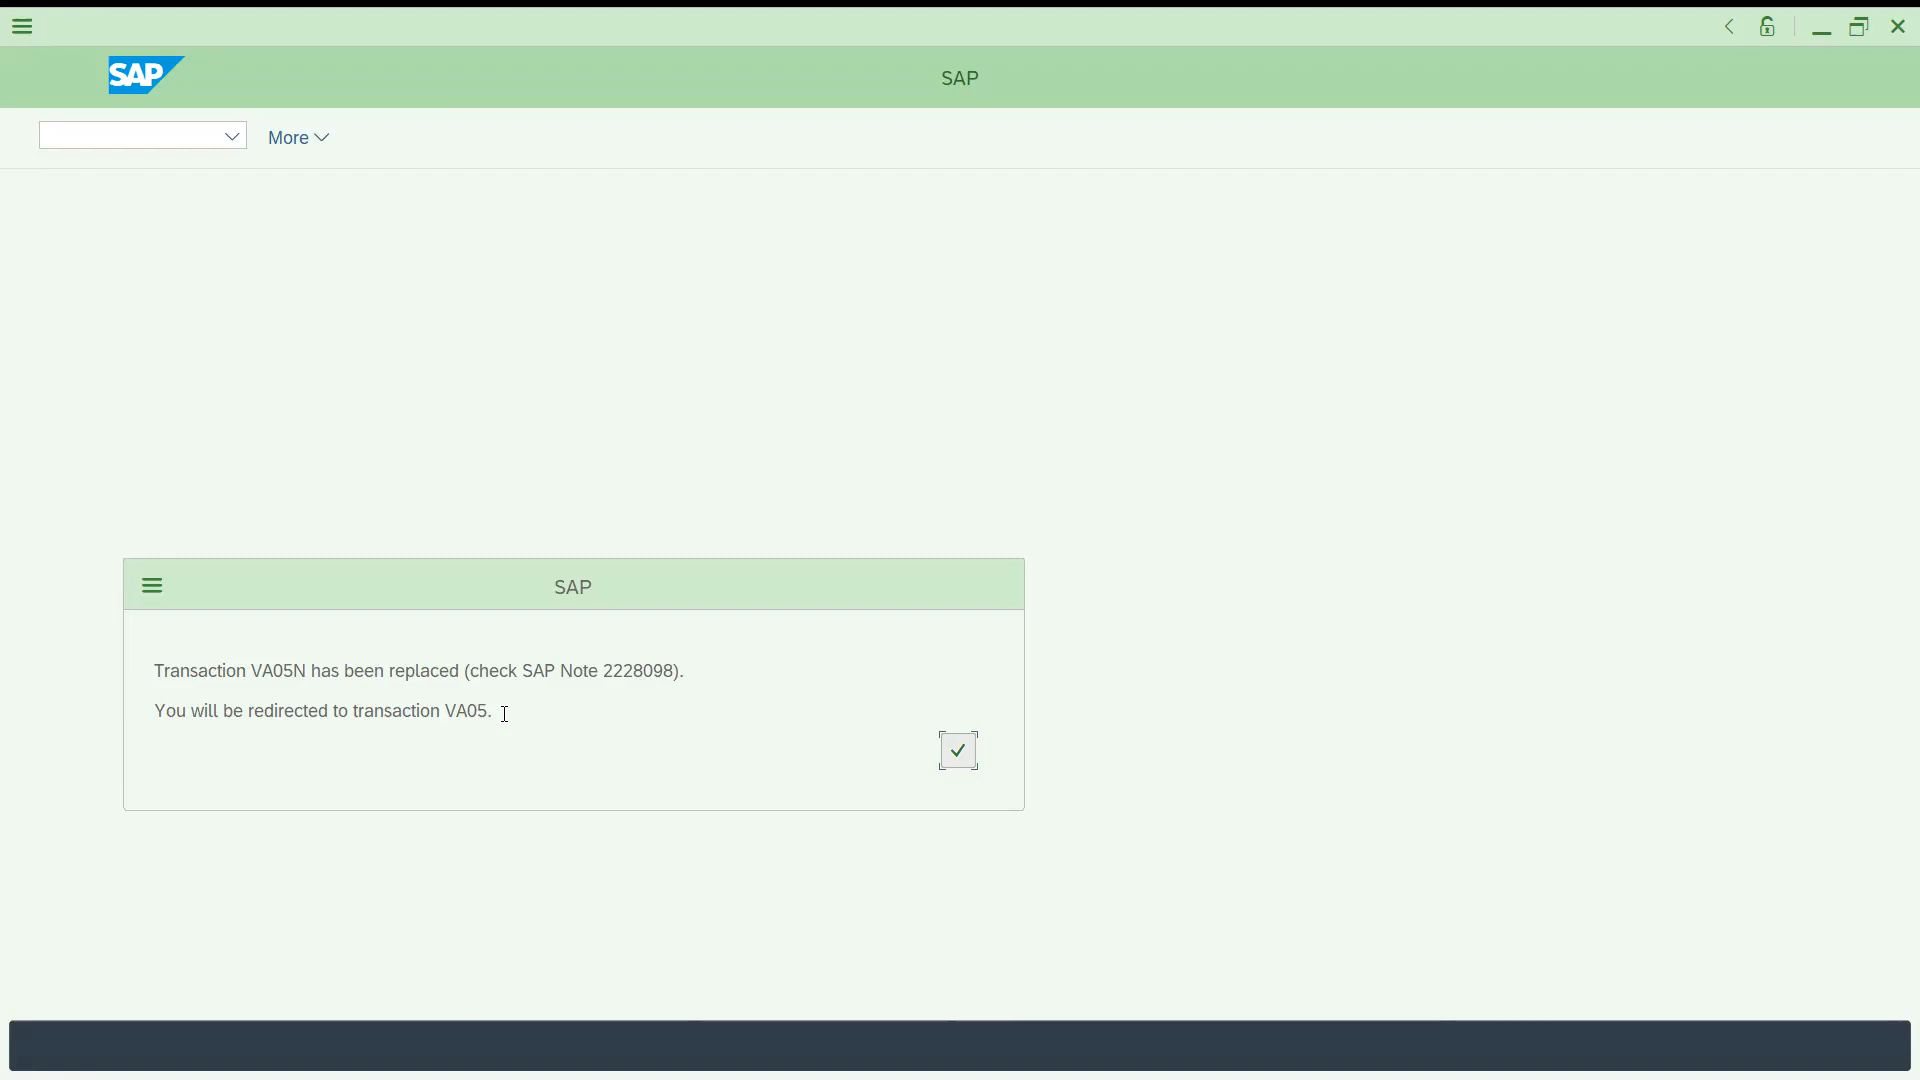 SAP
SAP
More
SAP
Transaction VA05N has been replaced (check SAP Note 2228098).
You will be redirected to transaction VA05.